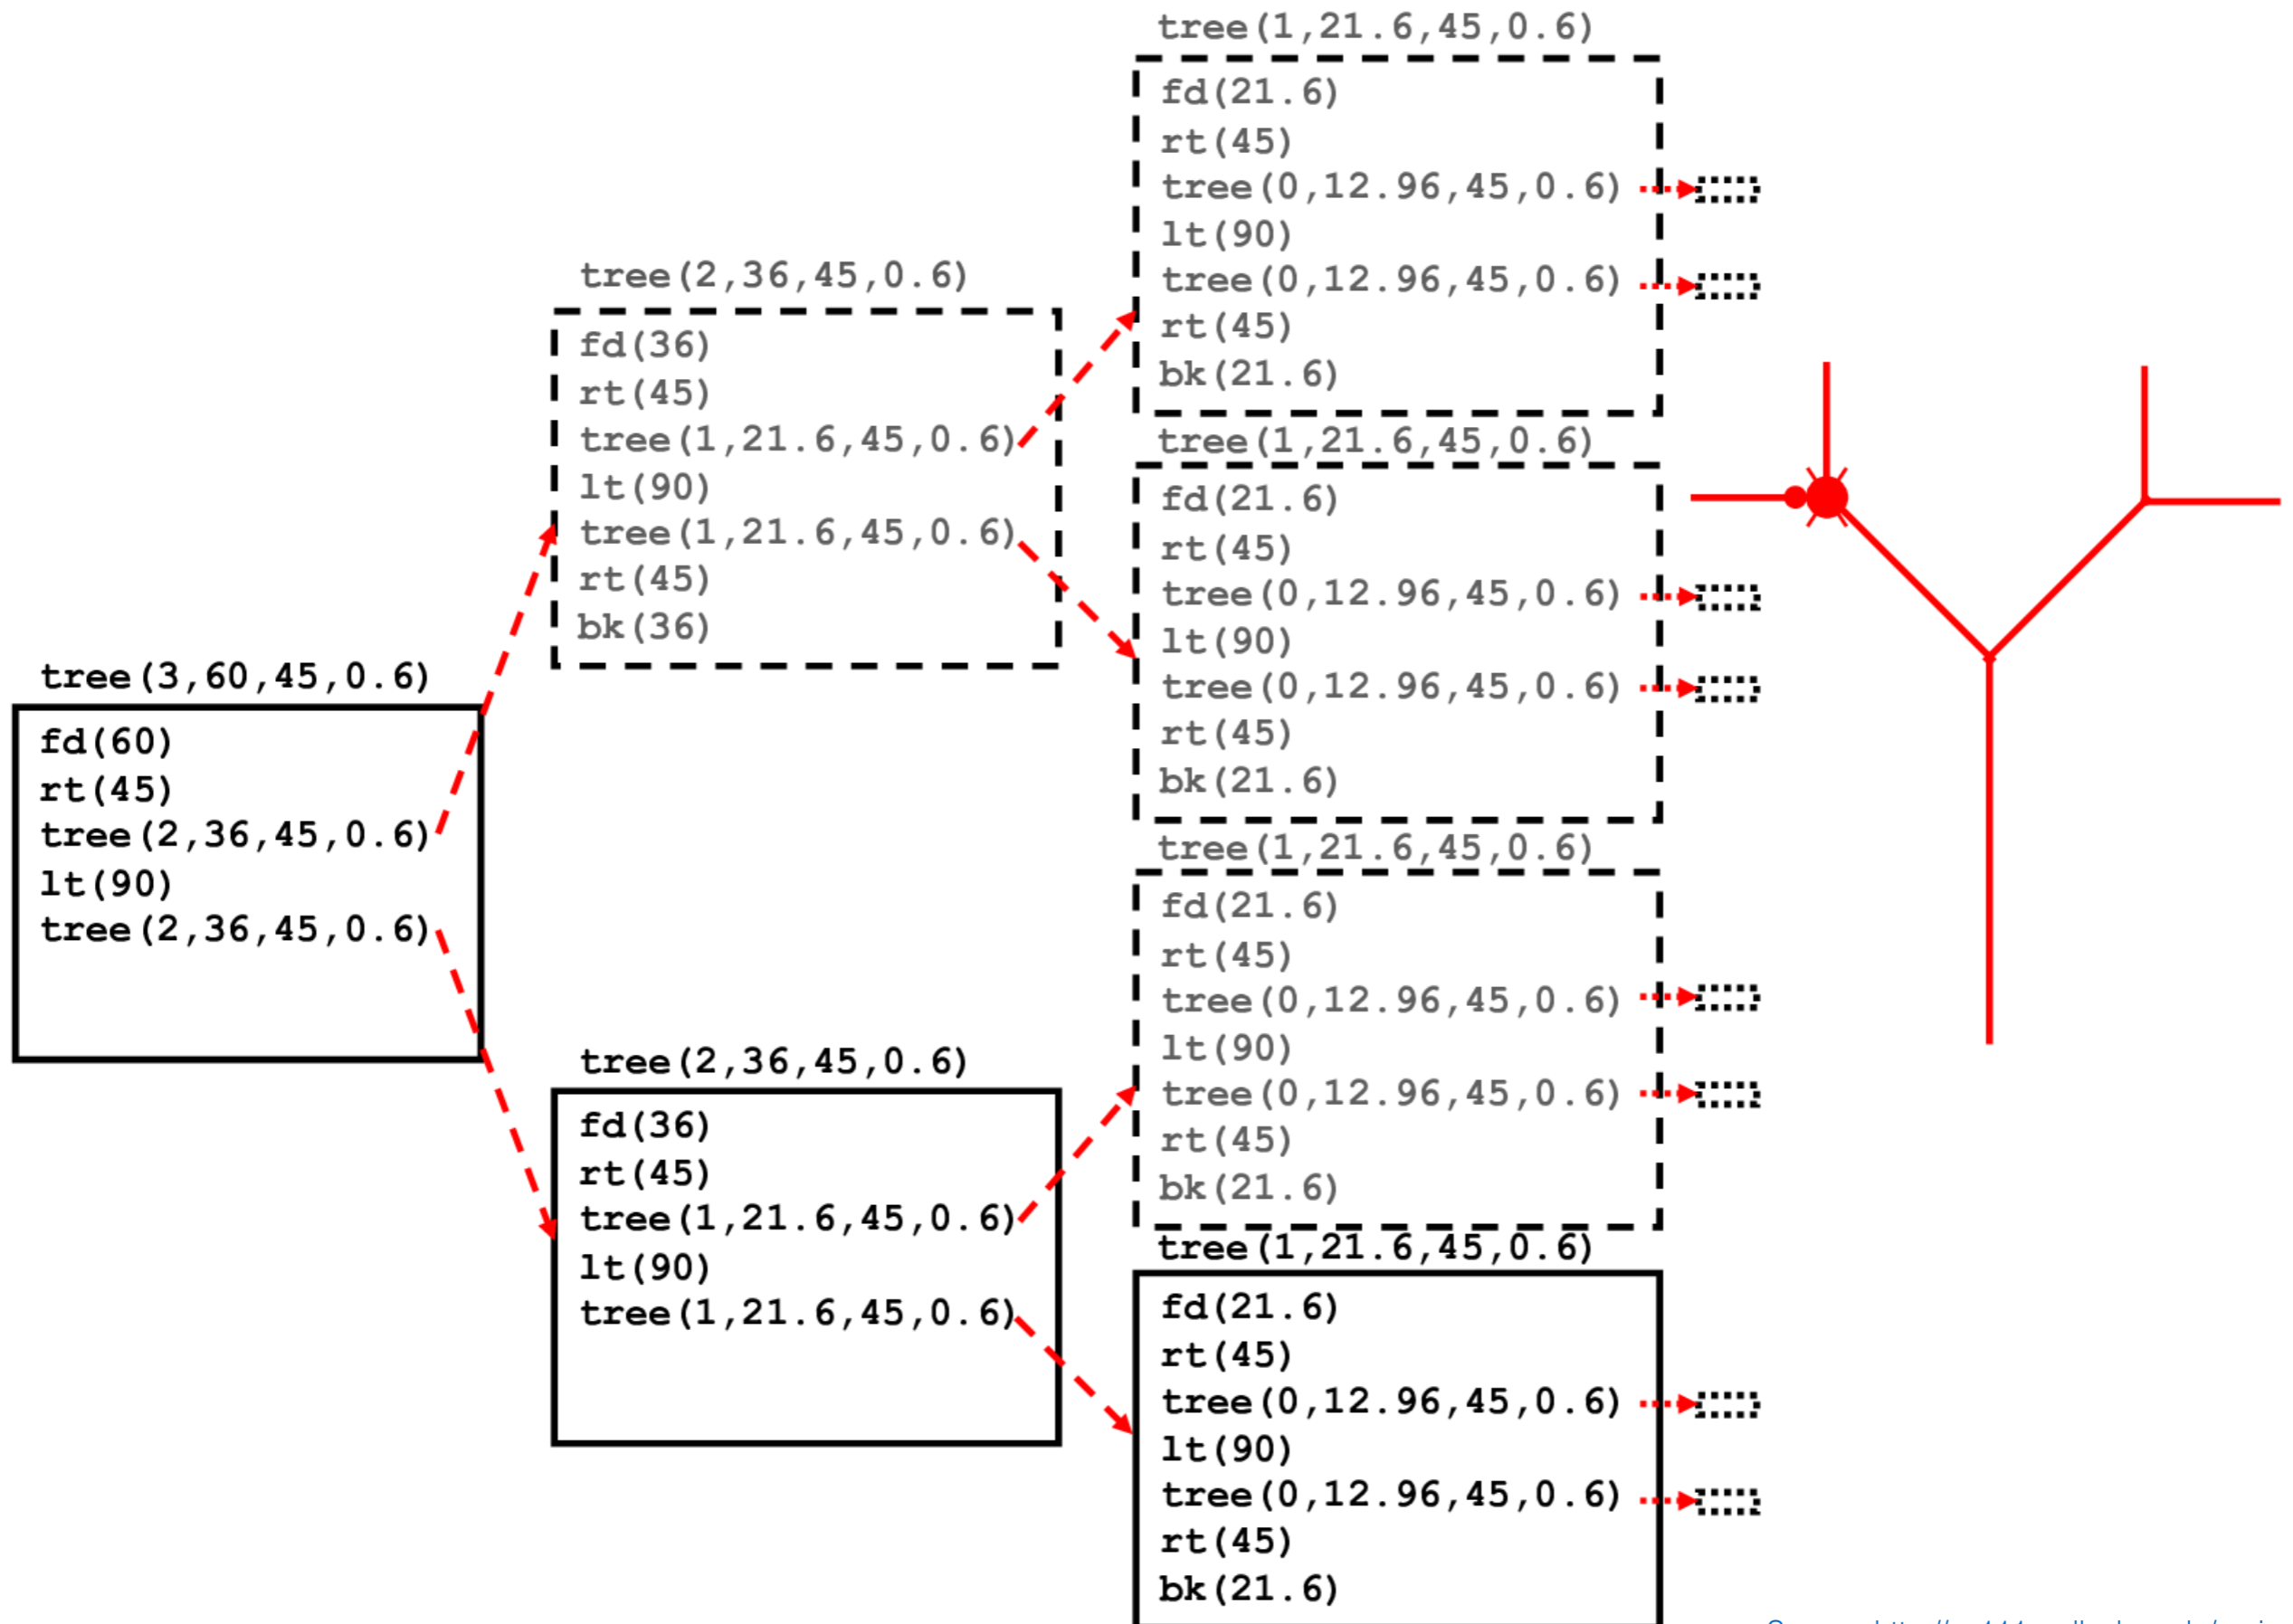 tree(3,60,45,0.6)
fd(60)
rt(45)
tree(2,36,45,0.6)
lt(90)
tree(2,36,45,0.6)
tree(2,36,45,0.6)
fd(36)
rt(45)
tree(1,21.6,45,0.6)
lt(90)
tree(1,21.6,45,0.6)
rt(45)
bk(36)
tree(2,36,45,0.6)
fd(36)
rt(45)
tree(1,21.6,45,0.6)
lt(90)
tree(1,21.6,45,0.6)
tree(1,21.6,45,0.6)
fd(21.6)
rt(45)
tree(0,12.96,45,0.6)
lt(90)
tree(0,12.96,45,0.6)
rt(45)
bk(21.6)
tree(1,21.6,45,0.6)
fd(21.6)
rt(45)
tree(0,12.96,45,0.6)
lt(90)
tree(0,12.96,45,0.6)
rt(45)
bk(21.6)
tree(1,21.6,45,0.6)
fd(21.6)
rt(45)
tree(0,12.96,45,0.6)
lt(90)
tree(0,12.96,45,0.6)
rt(45)
bk(21.6)
tree(1,21.6,45,0.6)
fd(21.6)
rt(45)
tree(0,12.96,45,0.6)
lt(90)
tree(0,12.96,45,0.6)
rt(45)
bk(21.6)